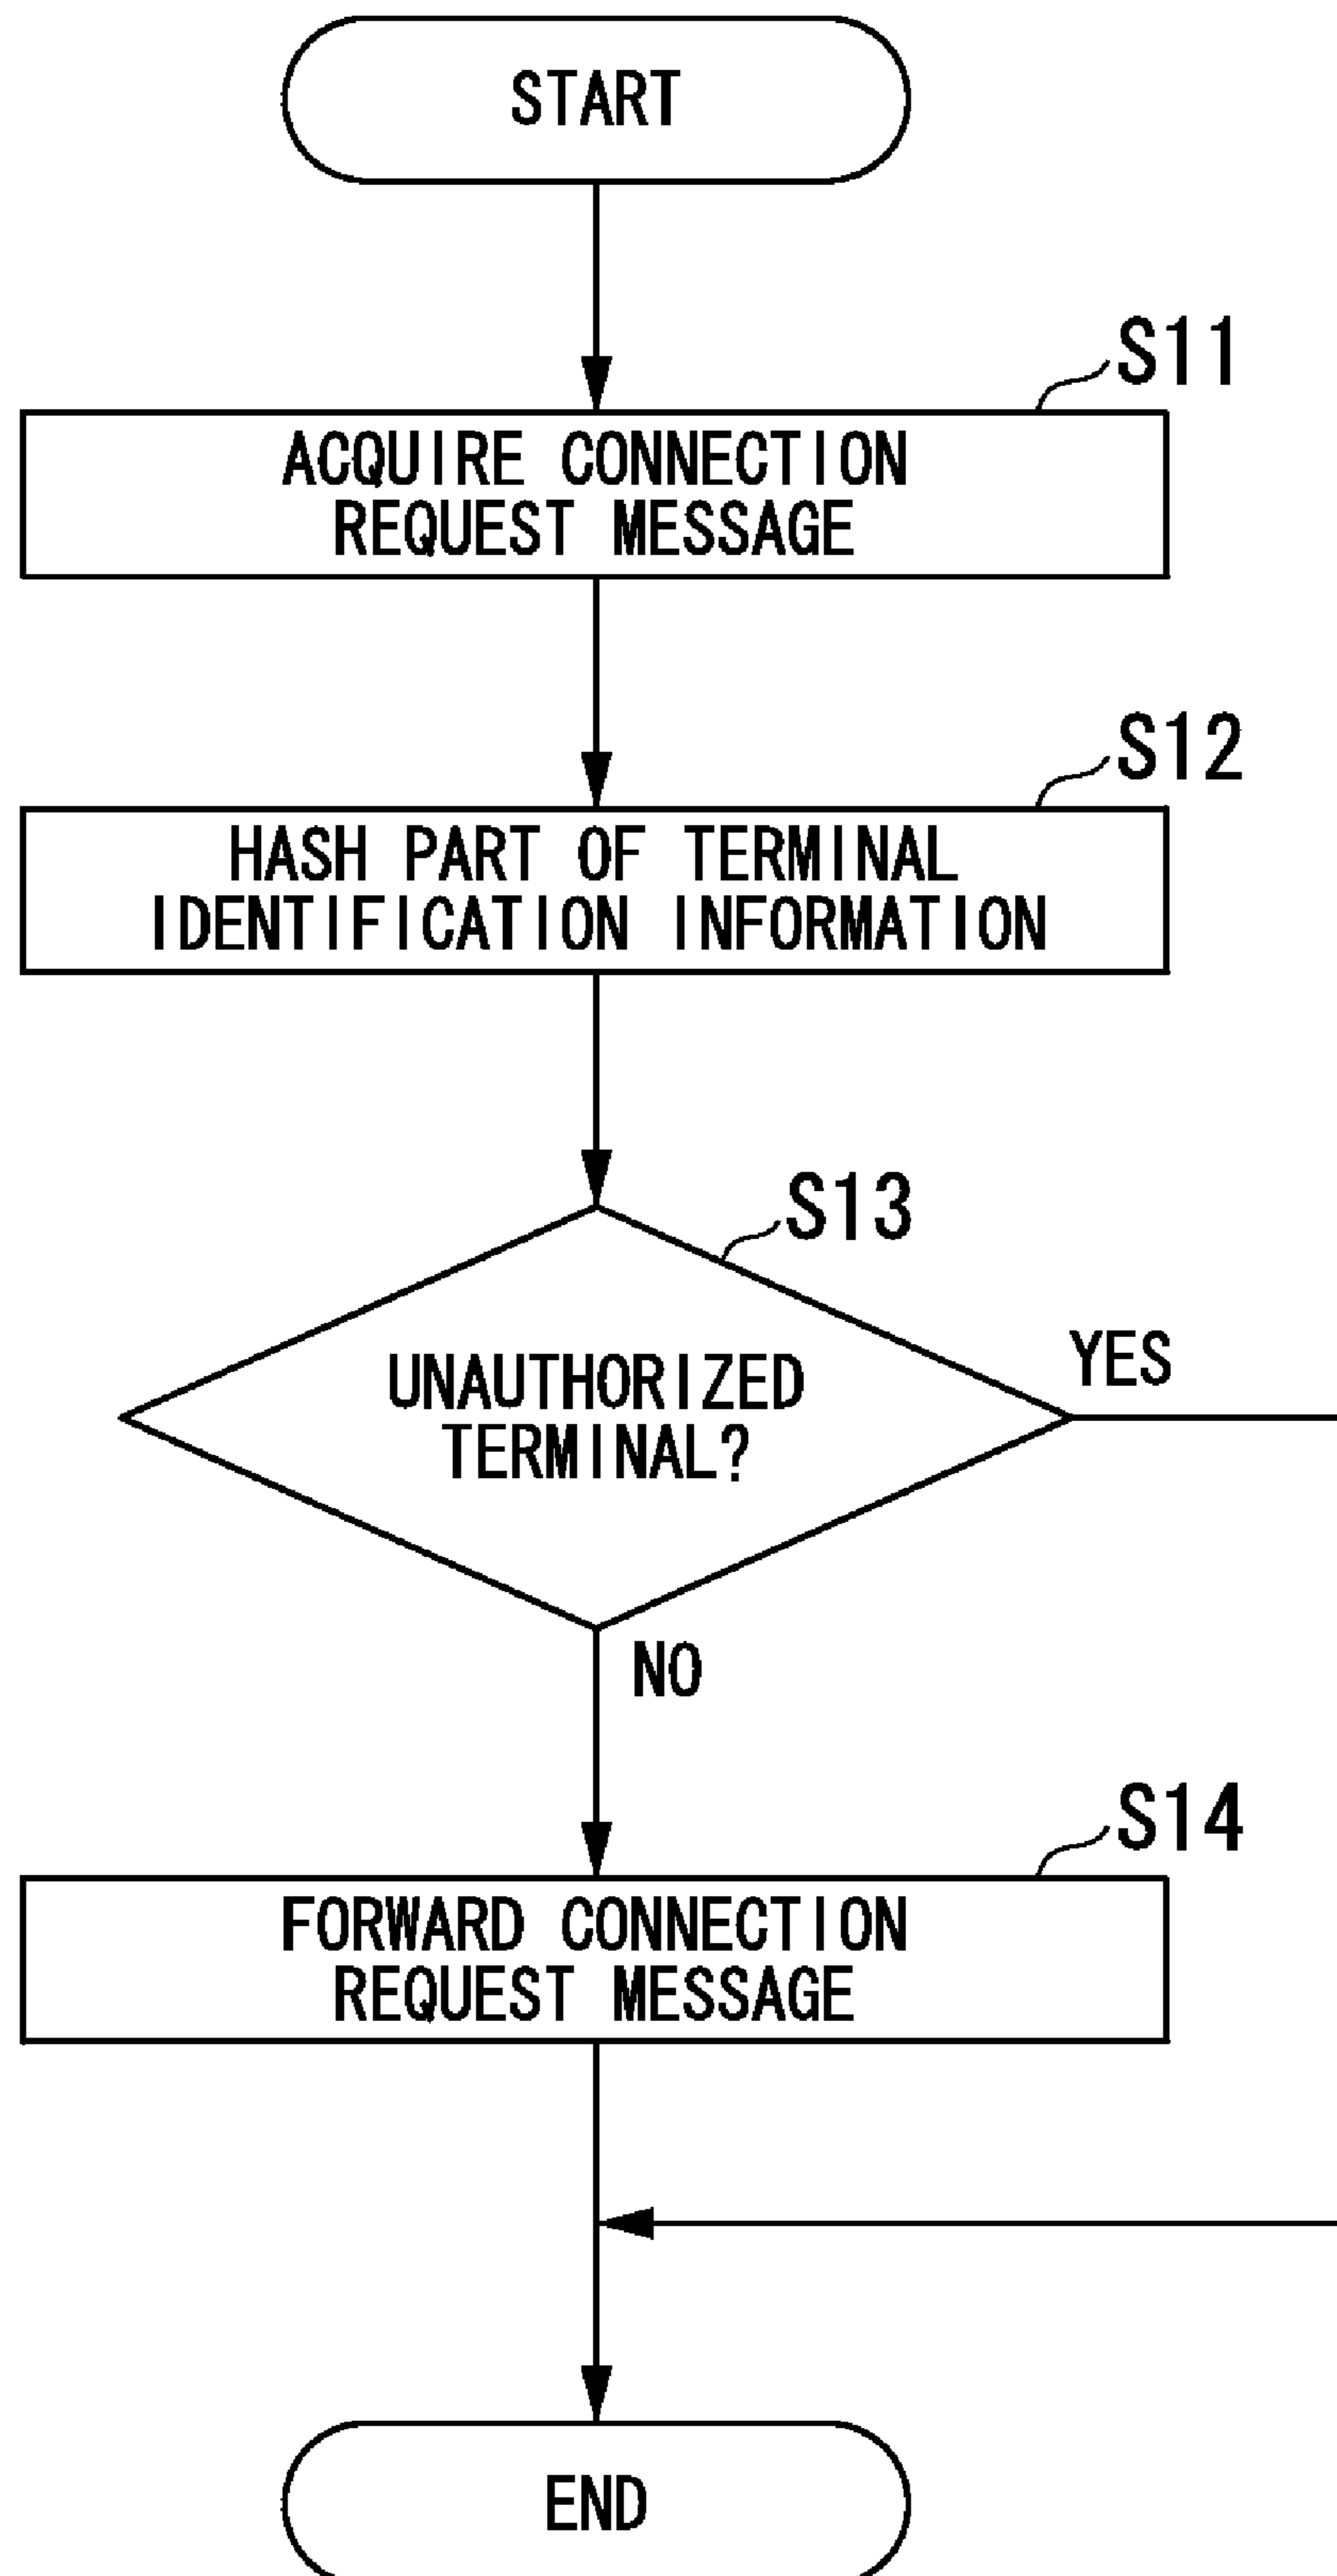 START
S11
ACQUIRE CONNECTION
REQUEST MESSAGE
S12
HASH PART OF TERMINAL
IDENTIFICATION INFORMATION
S13
UNAUTHORIZED
TERMINAL?
YES
NO
S14
FORWARD CONNECTION
REQUEST MESSAGE
END